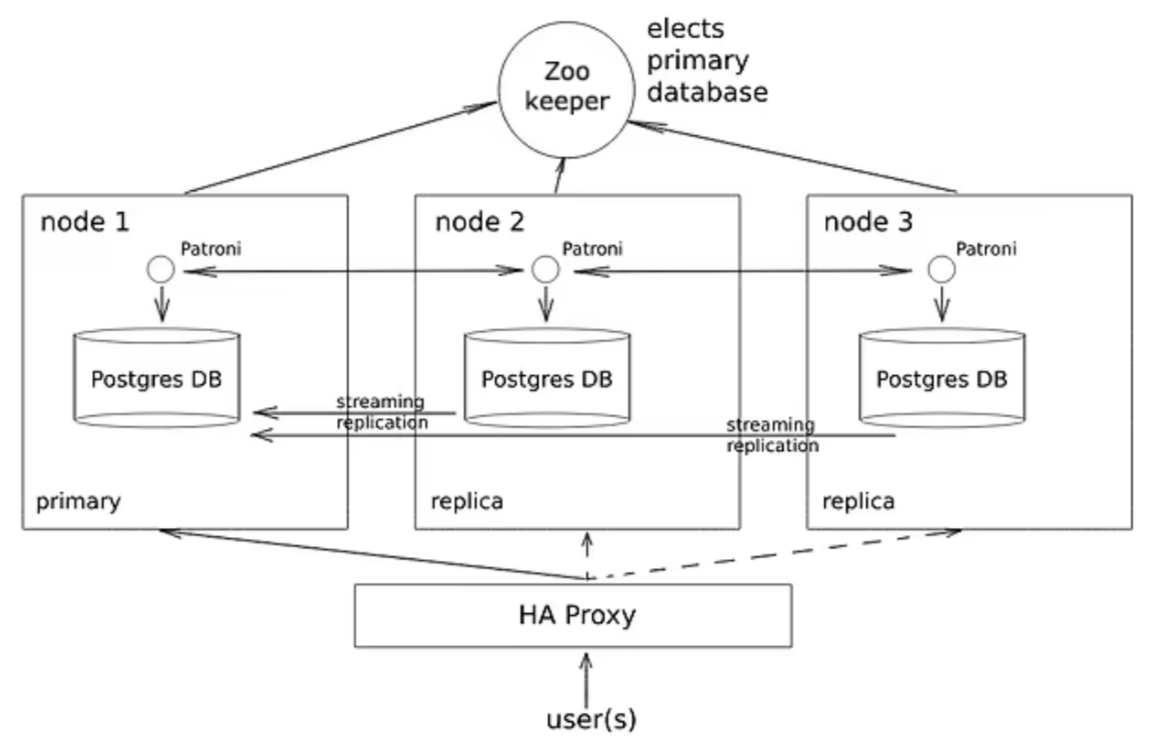 elects
primary
database
Zoo
keeper
node 1
node 2
node 3
Patroni
Patroni
Patroni
Postgres DB
Postgres DB
Postgres DB
streaming
replication
streaming
replication
primary
replica
replica
HA Proxy
user(s)